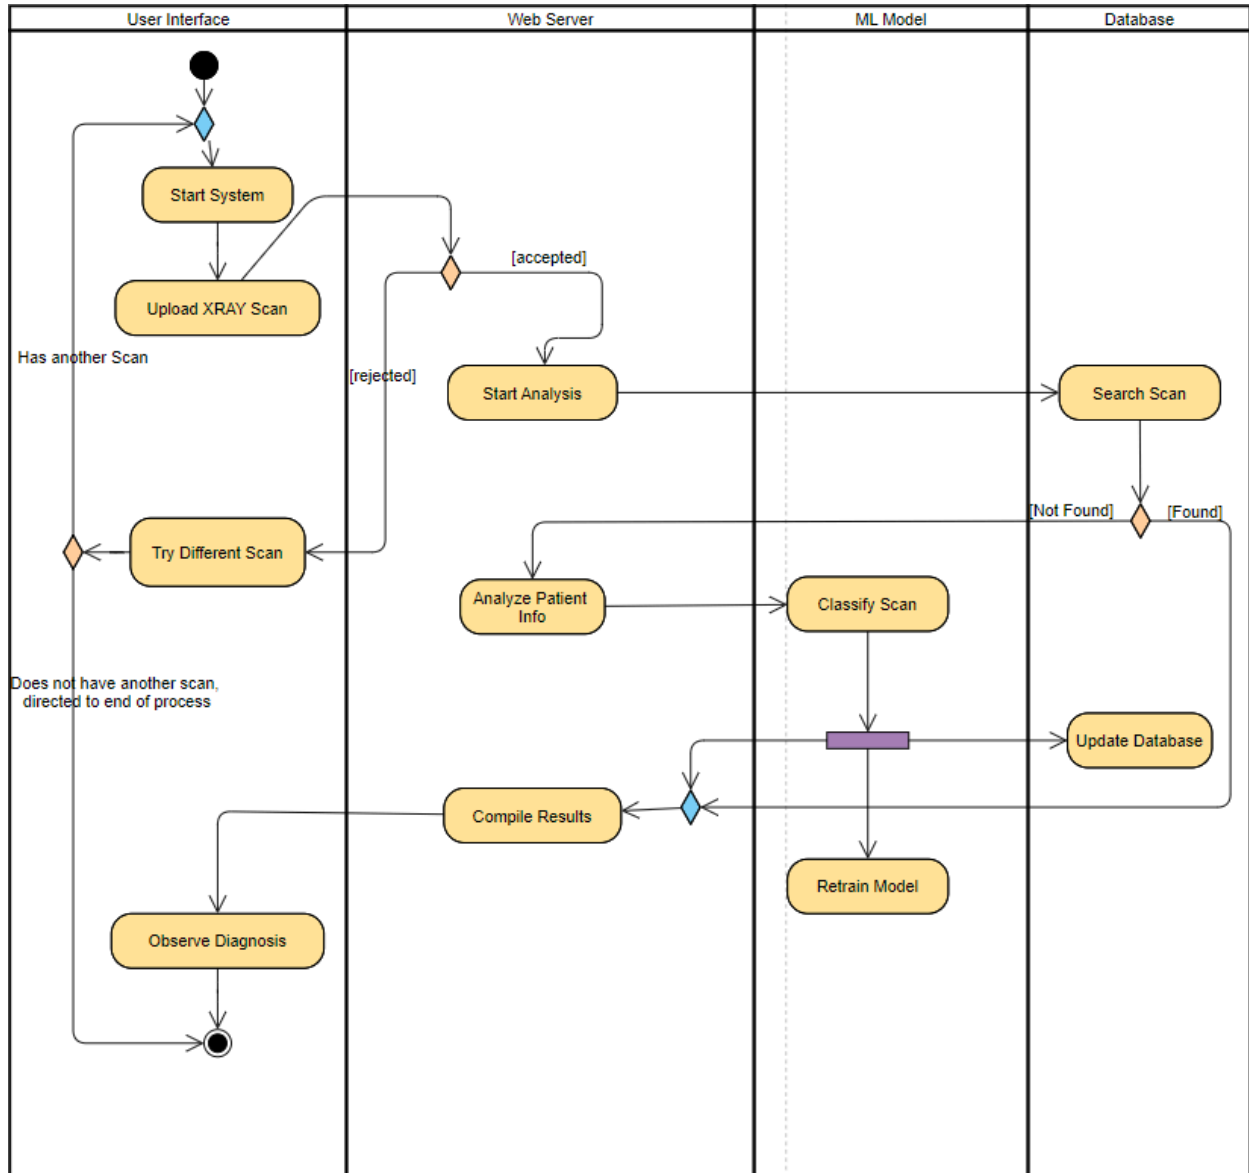 User Interface
Web Server
ML Model
Database
Start System
[accepted]
Upload XRAY Scan
Has another Scan
[rejected]
Start Analysis
Search Scan
[Not Found]
[Found]
Try Different Scan
Analyze Patient
Info
Classify Scan
Does not have another scan,
directed to end of process
Update Database
Compile Results
Retrain Model
Observe Diagnosis